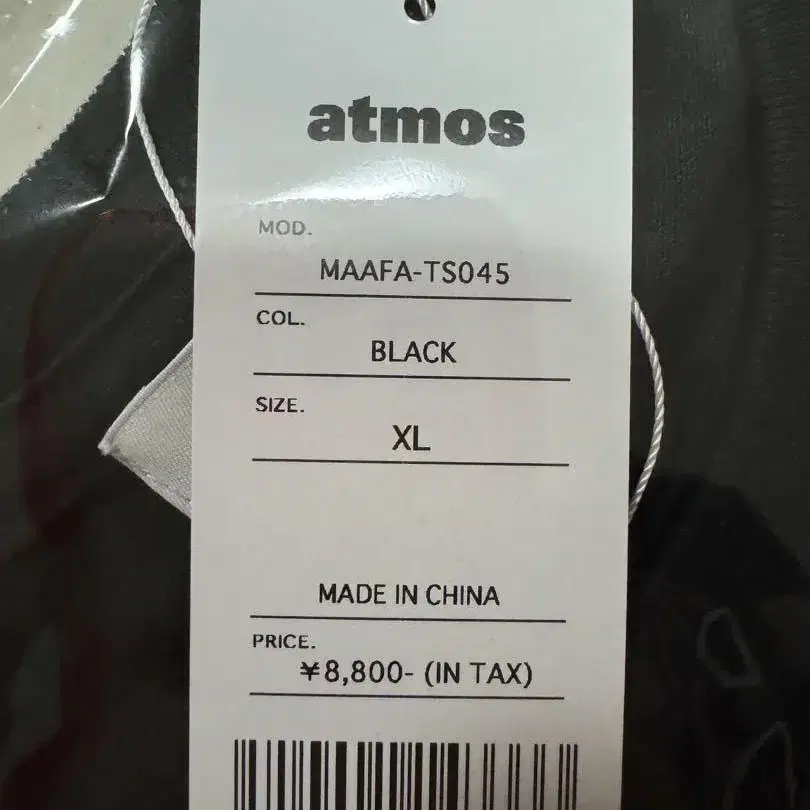 atmos
MOD.
MAAFA-TS045
COL.
BLACK
SIZE.
XL
MADE IN CHINA
PRICE.
¥8,800- (IN TAX)